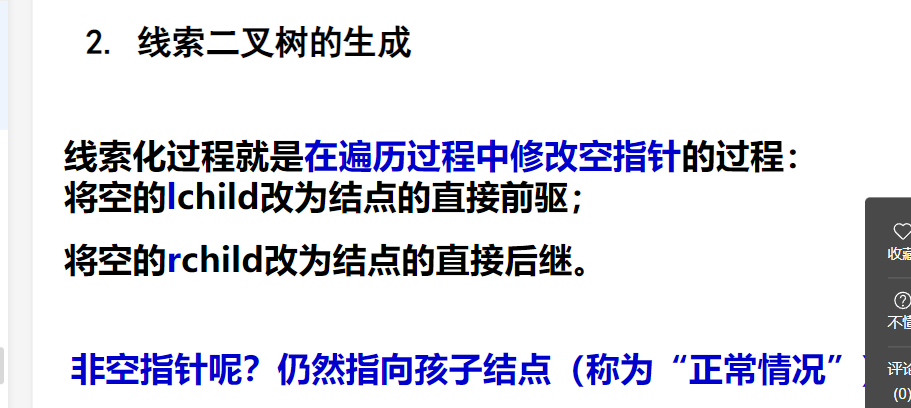 2. 线索二叉树的生成
线索化过程就是在遍历过程中修改空指针的过程：
将空的lchild改为结点的直接前驱；
将空的rchild改为结点的直接后继。
非空指针呢？仍然指向孩子结点（称为“正常情况”）
收藏
不懂
评论
(0)